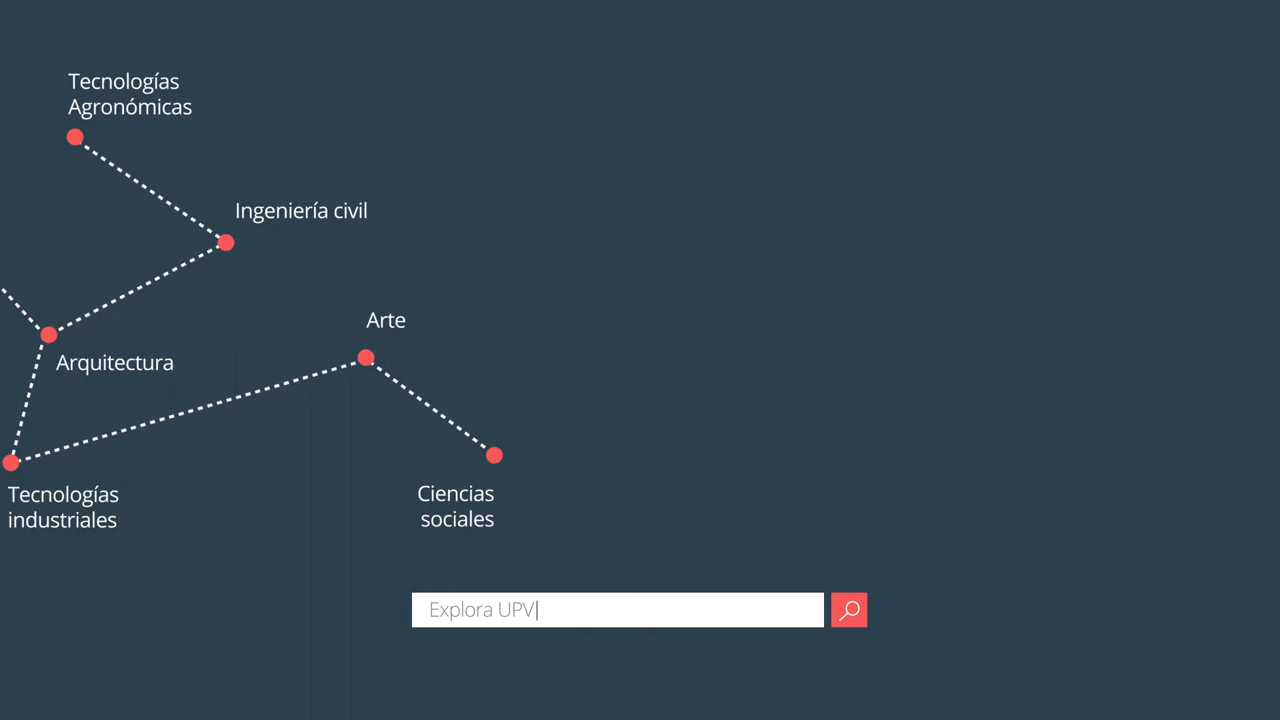 Tecnologías
Agronómicas
Ingeniería civil
Arte
Arquitectura
Tecnologías
industriales
Ciencias
sociales
Explora UPV